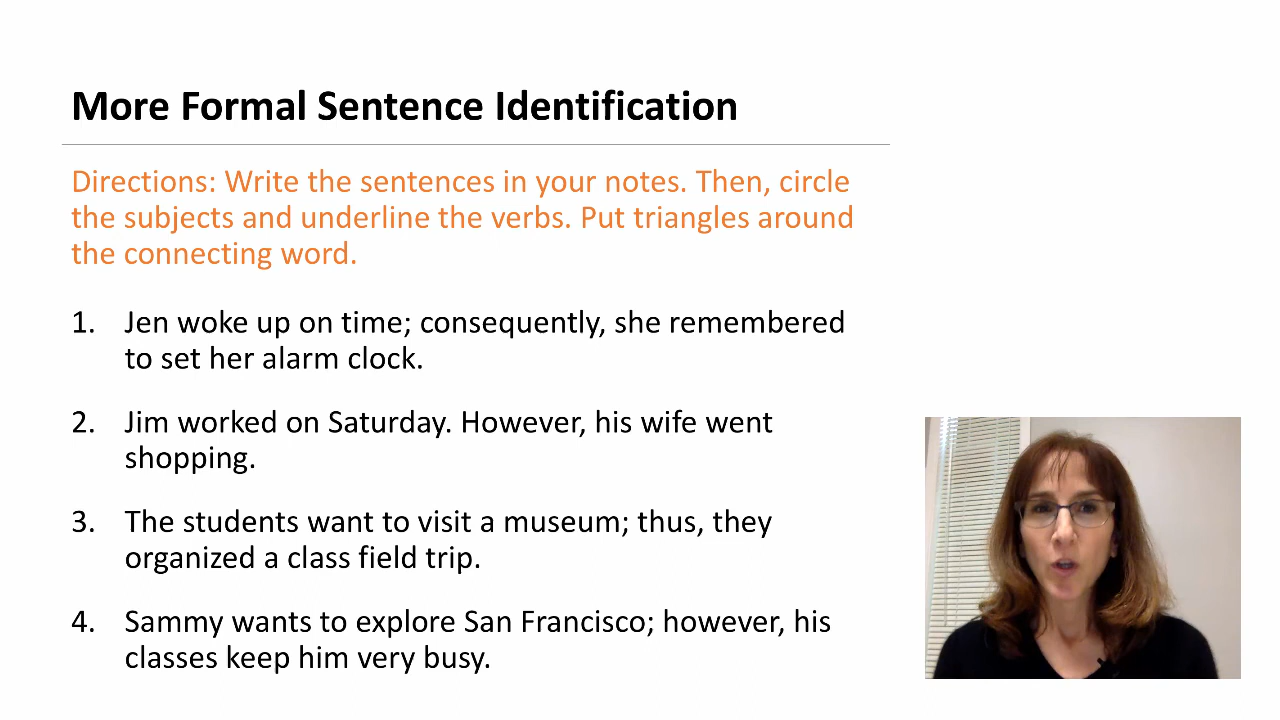 More Formal Sentence Identification
Directions: Write the sentences in your notes. Then, circle
the subjects and underline the verbs. Put triangles around
the connecting word.
1. Jen woke up on time; consequently, she remembered
to set her alarm clock.
2. Jim worked on Saturday. However, his wife went
shopping.
3. The students want to visit a museum; thus, they
organized a class field trip.
4. Sammy wants to explore San Francisco; however, his
classes keep him very busy.